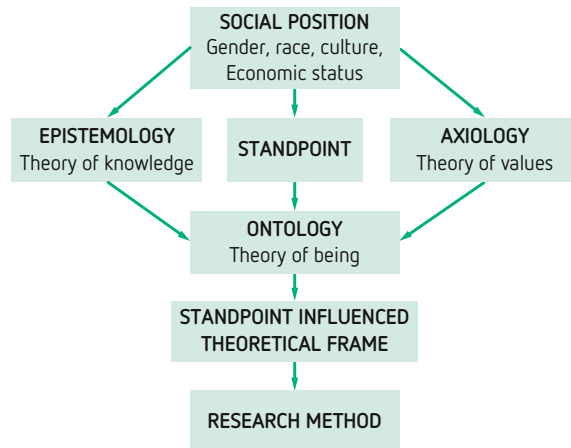 SOCIAL POSITION
Gender, race, culture,
Economic status
EPISTEMOLOGY
Theory of knowledge
STANDPOINT
AXIOLOGY
Theory of values
ONTOLOGY
Theory of being
STANDPOINT INFLUENCED
THEORETICAL FRAME
RESEARCH METHOD